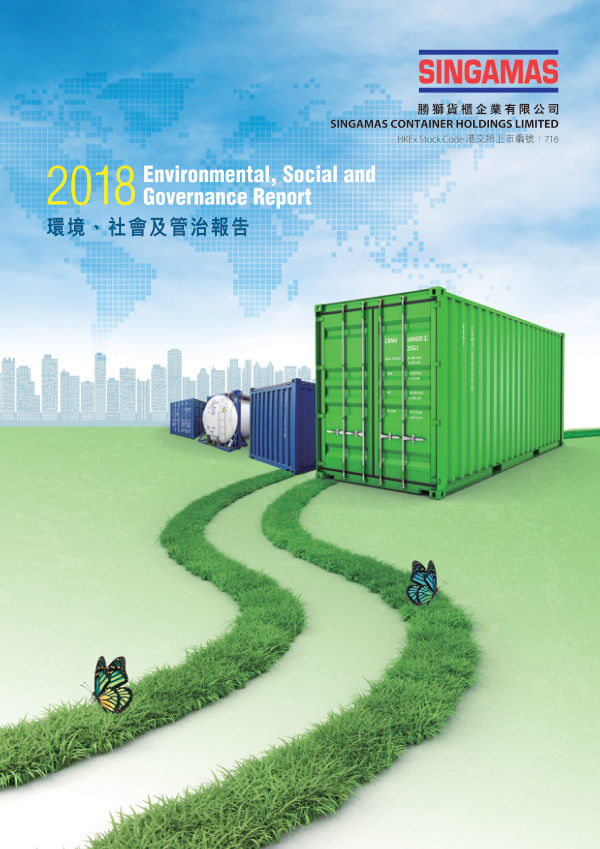 SINGAMAS
勝獅貨櫃企業有限公司
SINGAMAS CONTAINER HOLDINGS LIMITED
HKEx Stock Code 港交所上市編號：716
2018 Environmental, Social and
Governance Report
環境、社會及管治報告